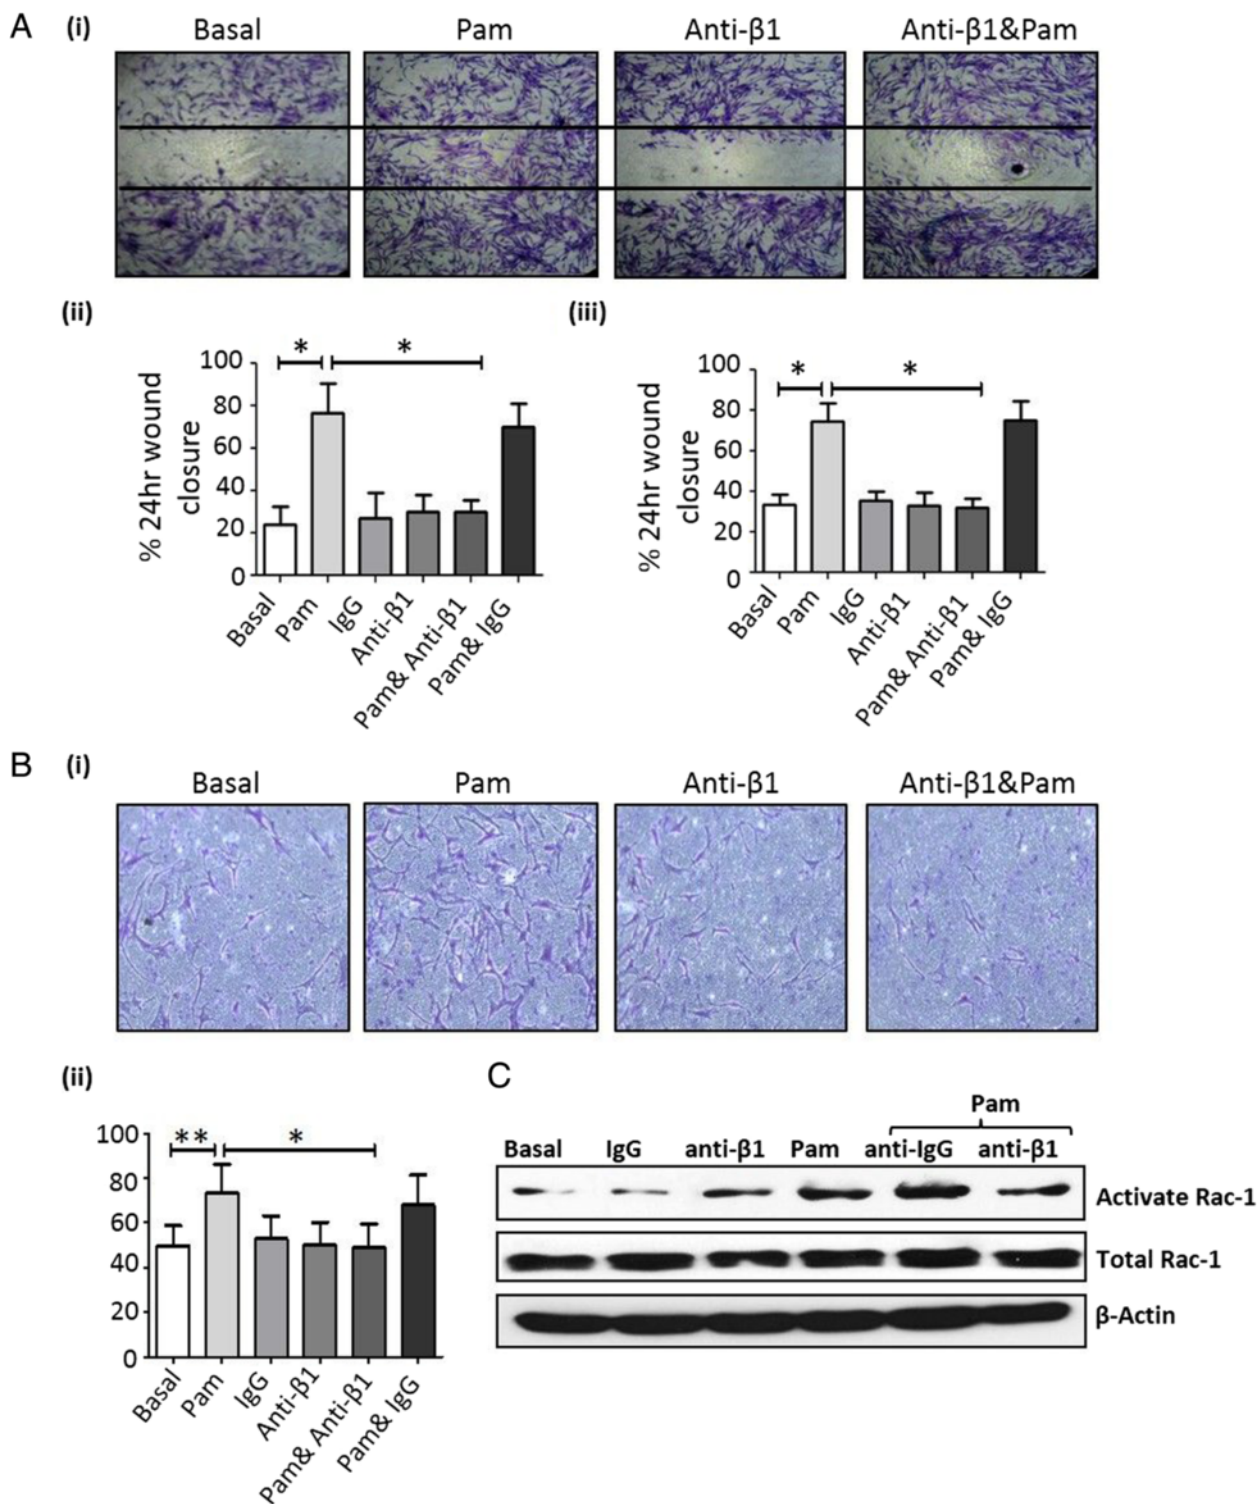 A (i) Basal Pam Anti-β1 Anti-β1&Pam
(ii)
% 24hr wound
closure
100
80
60
40
20
0
* *
Basal
Pam
IgG
Anti-β1
Pam& Anti-β1
Pam& IgG
(iii)
% 24hr wound
closure
100
80
60
40
20
0
* *
Basal
Pam
IgG
Anti-β1
Pam& Anti-β1
Pam& IgG
B (i) Basal Pam Anti-β1 Anti-β1&Pam
(ii)
100
80
60
40
20
0
** *
Basal
Pam
IgG
Anti-β1
Pam& Anti-β1
Pam& IgG
C
Pam
Basal IgG anti-β1 Pam anti-IgG anti-β1
Activate Rac-1
Total Rac-1
β-Actin